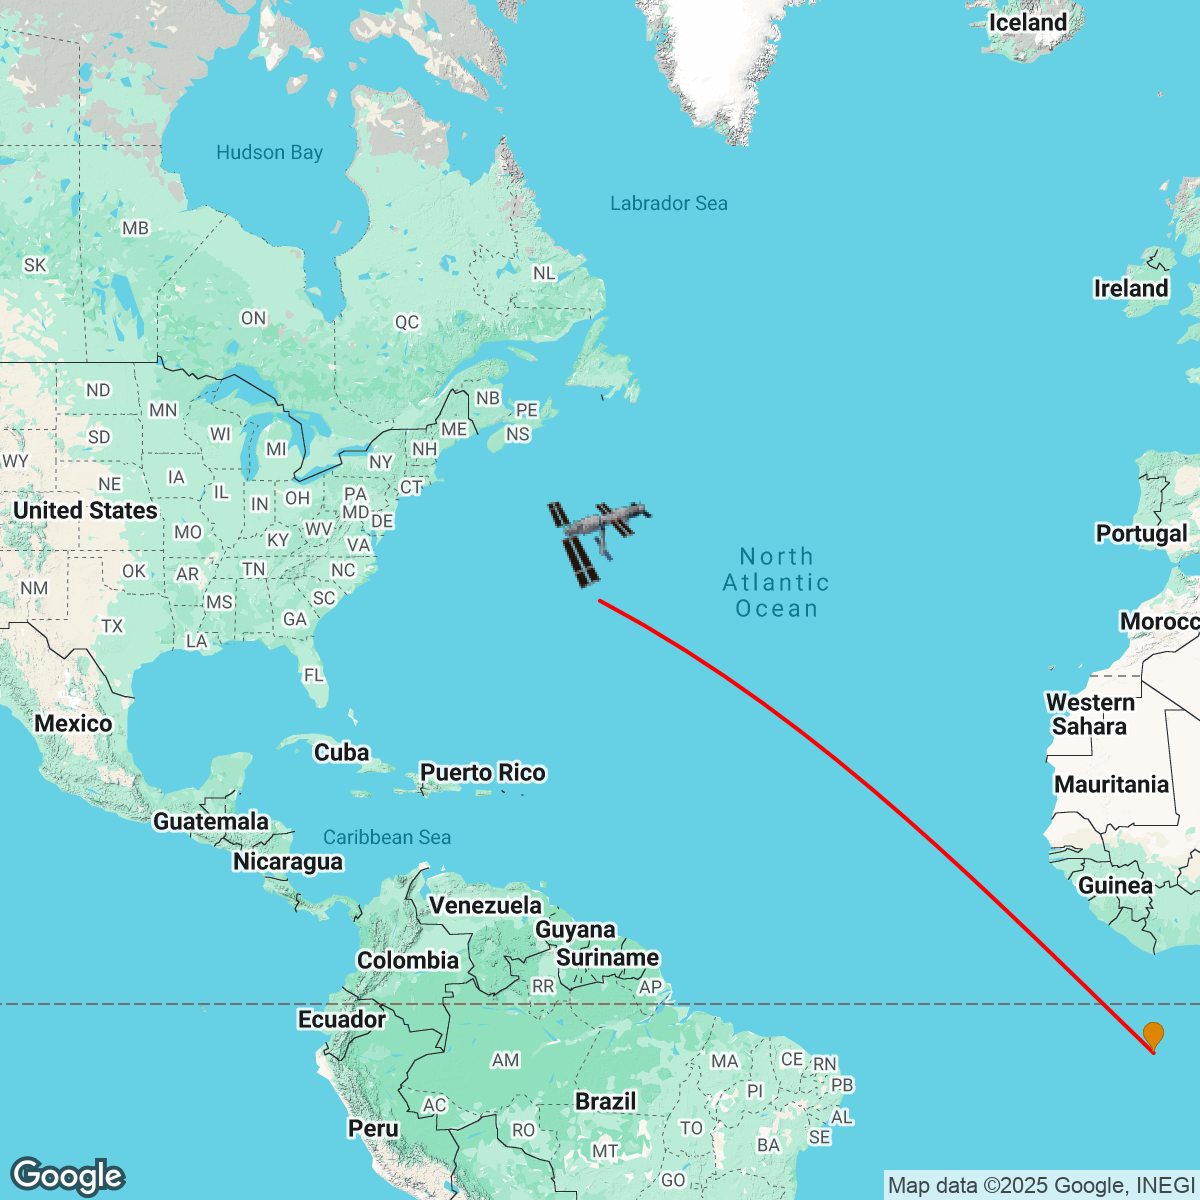 Iceland
Hudson Bay
Labrador Sea
MB
SK
NL
Ireland
ON
QC
ND
NB
MN
PE
WI
ME
NS
SD
MI
NH
WY
NY
IA
NE
CT
IL
OH
PA
IN
United States
MD
DE
MO
WV
Portugal
KY
VA
North
Atlantic
Ocean
OK
AR
TN
NC
NM
MS
SC
GA
TX
Morocc
LA
FL
Western
Sahara
Mexico
Cuba
Puerto Rico
Mauritania
Guatemala
Caribbean Sea
Nicaragua
Guinea
Venezuela
Guyana
Colombia
Suriname
RR
AP
Ecuador
AM
MA
CE
RN
PI
PB
AC
Brazil
AL
Peru
RO
TO
SE
MT
BA
GO
Google
Map data ©2025 Google, INEGI